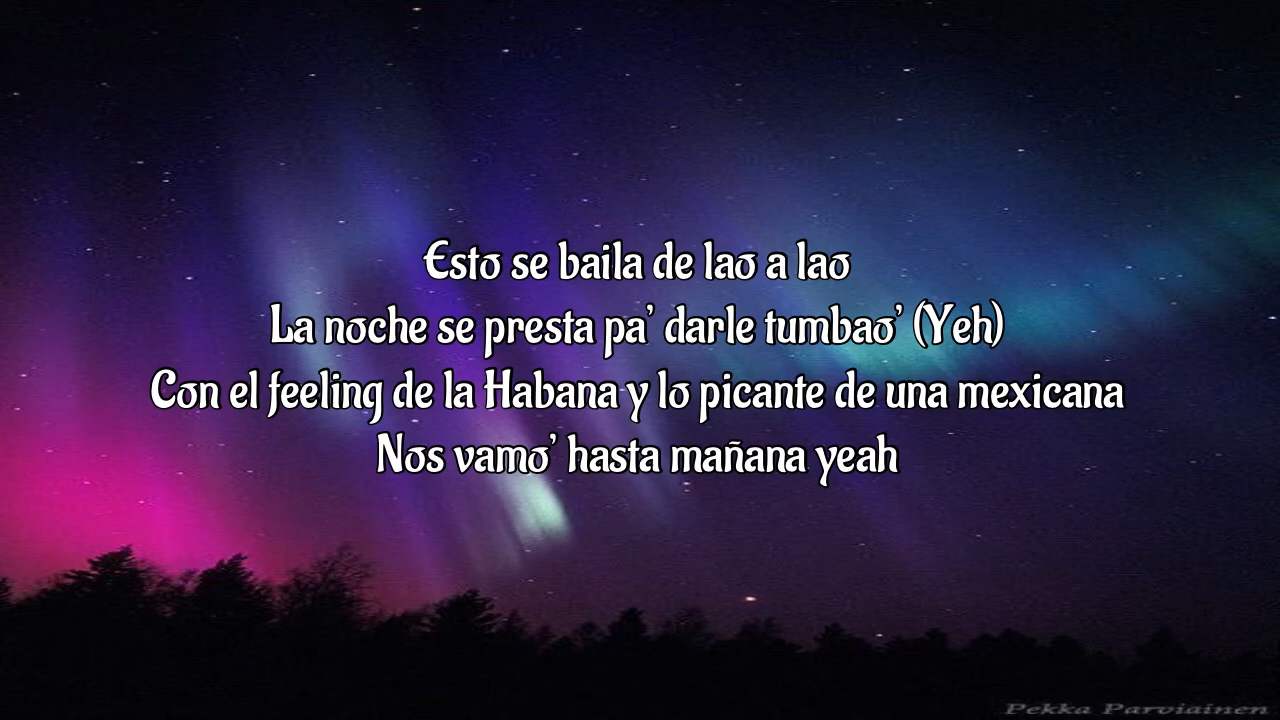 Esto se baila de lao a lao
La noche se presta pa' darle tumbao' (Yeh)
Con el feeling de la Habana y lo picante de una mexicana
Nos vamo' hasta mañana yeah
Pekka Parviainen